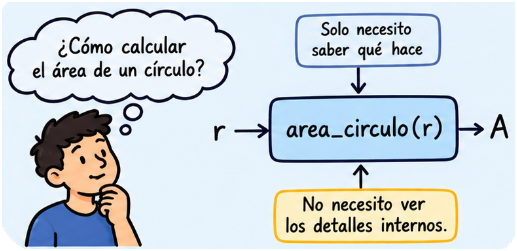 ¿Cómo calcular
el área de un círculo?
Solo necesito
saber qué hace
r
area_circulo(r)
A
No necesito ver
los detalles internos.